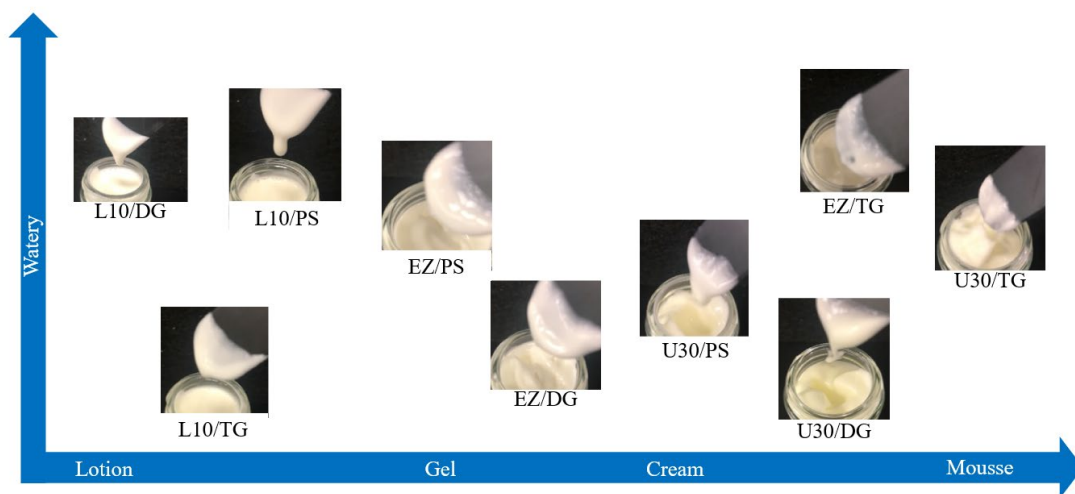 Watery
L10/DG
L10/PS
EZ/PS
EZ/TG
U30/TG
L10/TG
EZ/DG
U30/PS
U30/DG
Lotion
Gel
Cream
Mousse